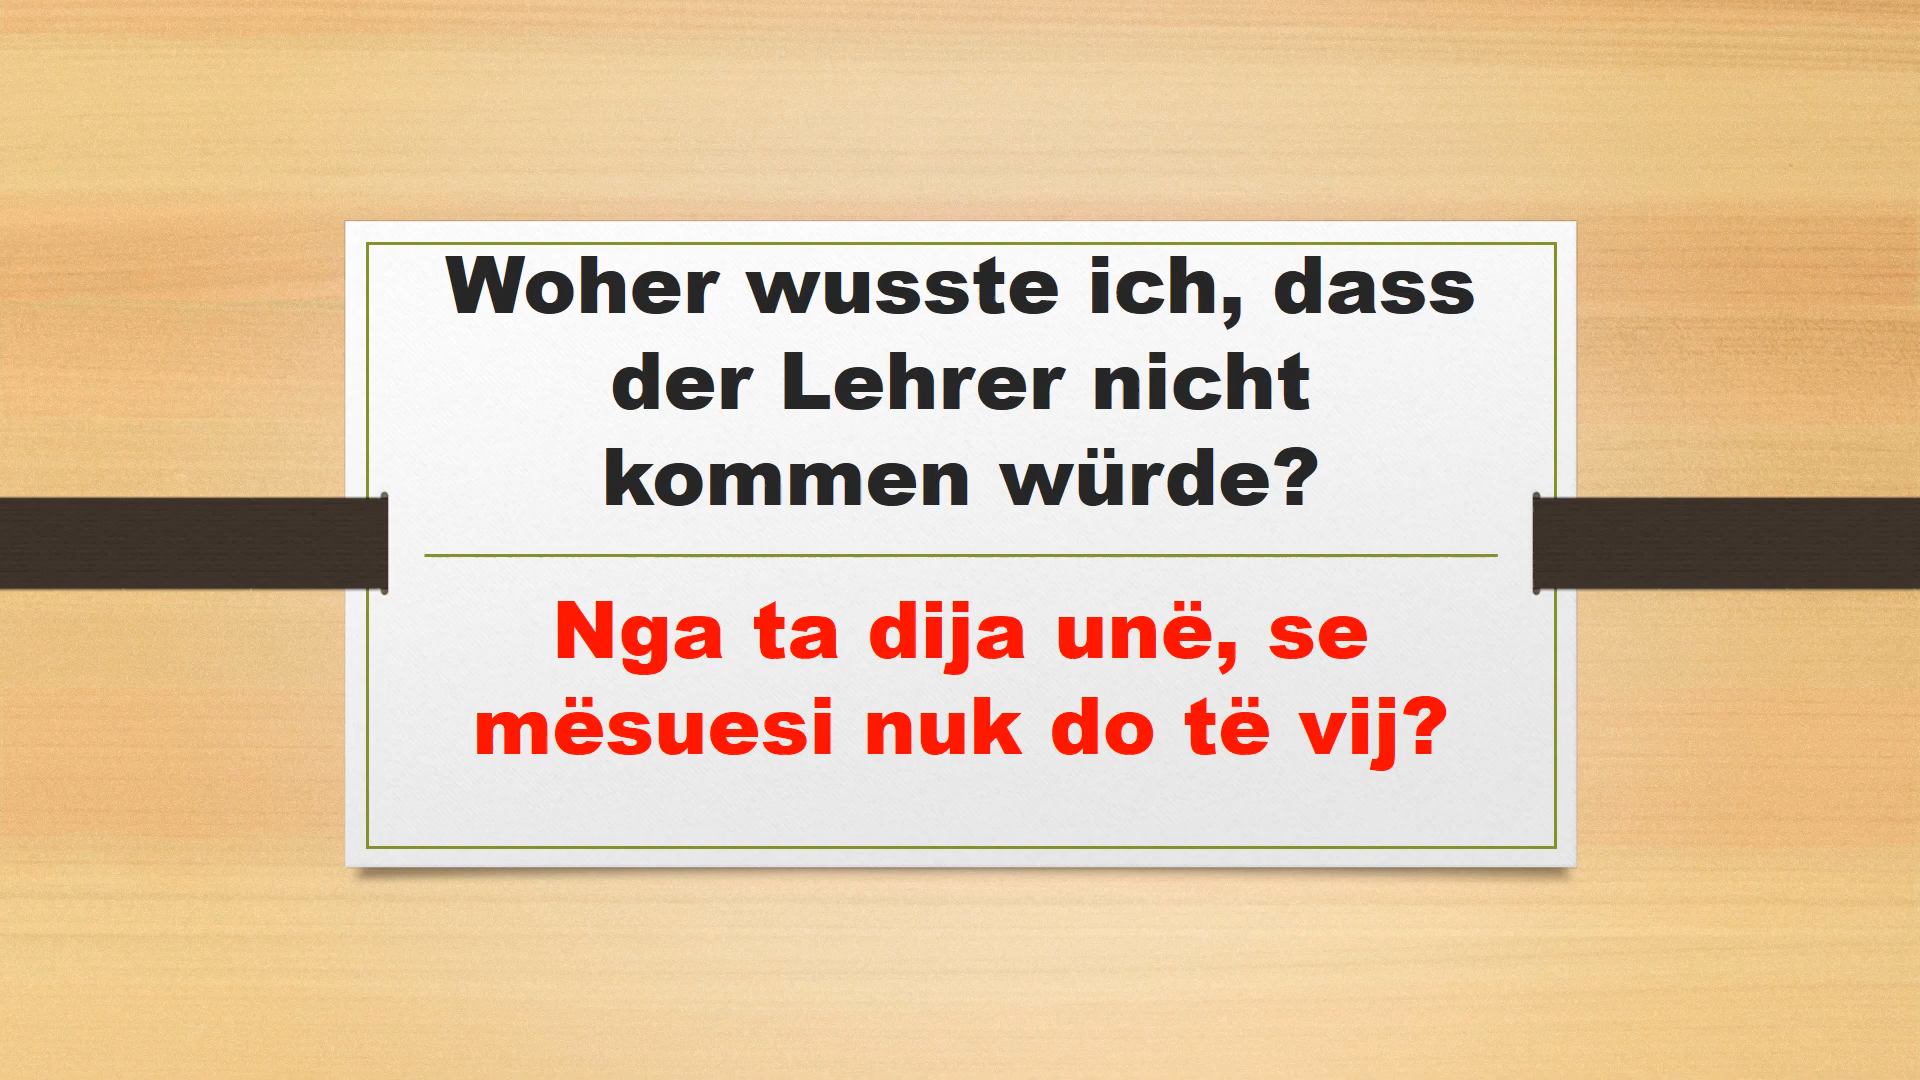 Woher wusste ich, dass
der Lehrer nicht
kommen würde?
Nga ta dija unë, se
mësuesi nuk do të vij?